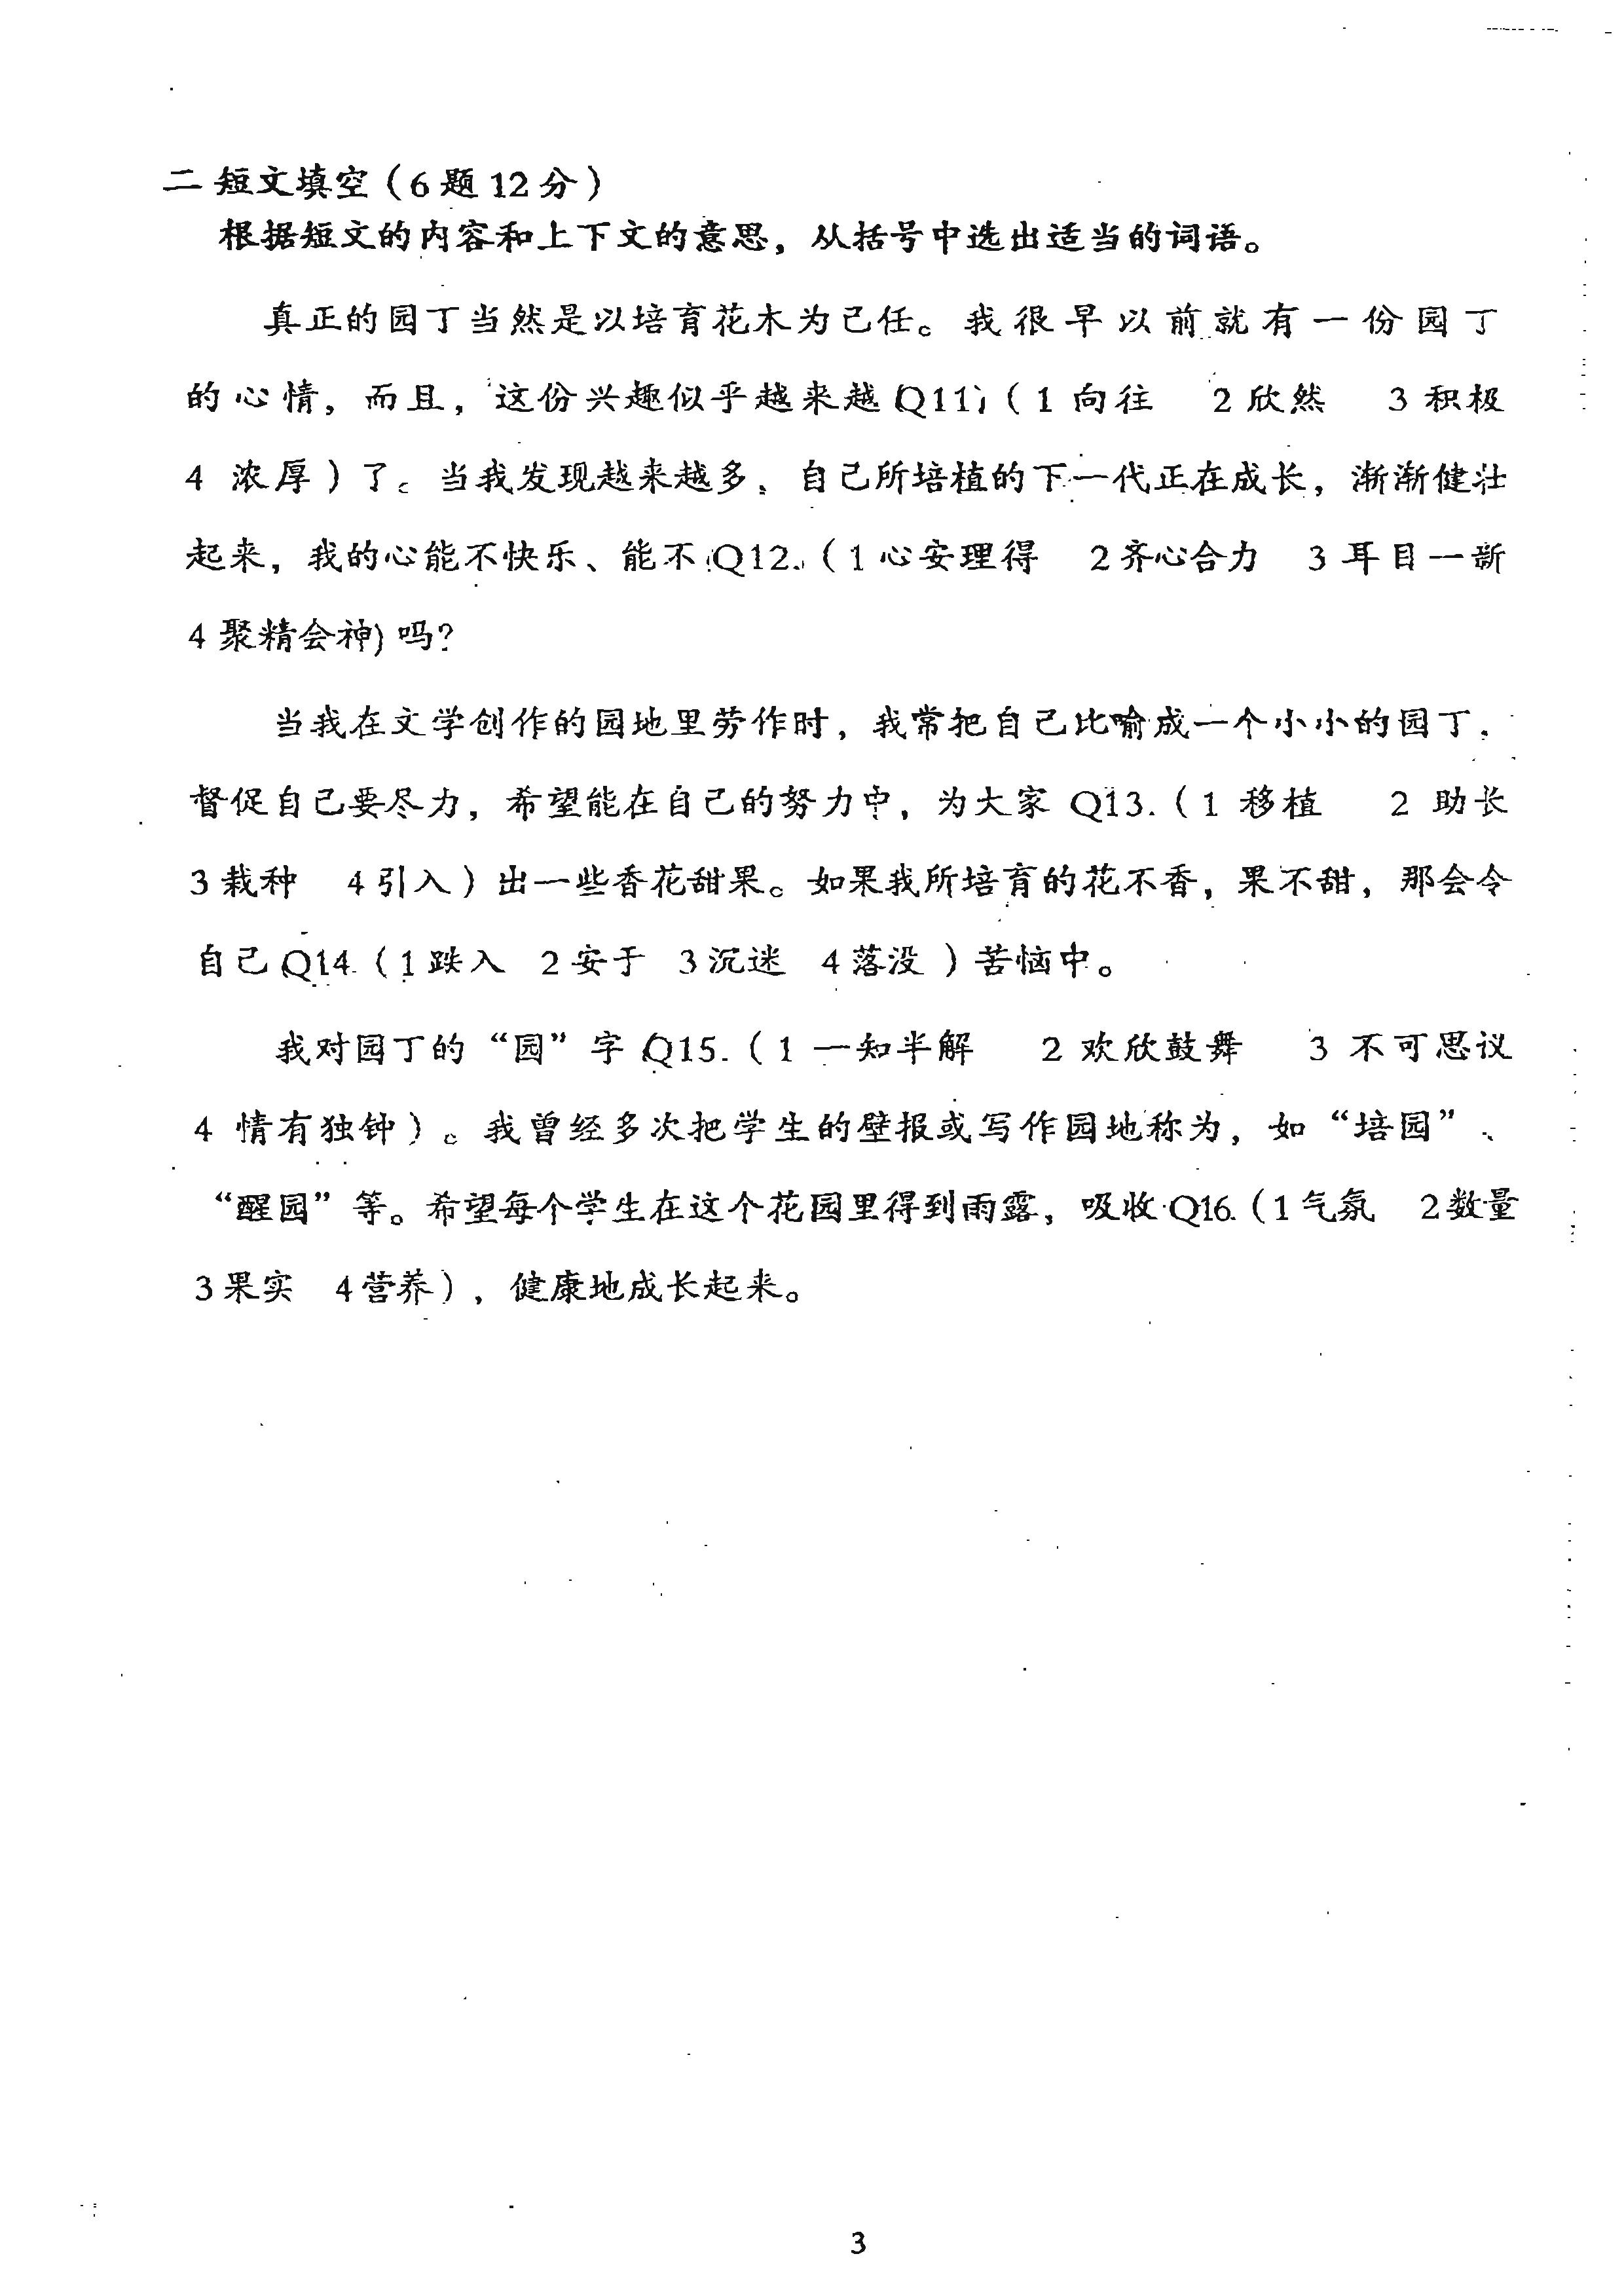 二 短文填空（6 题 12 分）
根据短文的内容和上下文的意思，从括号中选出适当的词语。
真正的园丁当然是以培育花木为己任。我很早以前就有一份园丁
的心情，而且，这份兴趣似乎越来越 Q11，（1 向往 2 欣然 3 积极
4 浓厚）了。当我发现越来越多，自己所培植的下一代正在成长，渐渐健壮
起来，我的心能不快乐、能不 Q12.（1 心安理得 2 齐心合力 3 耳目一新
4 聚精会神) 吗？
当我在文学创作的园地里劳作时，我常把自己比喻成一个小小的园丁，
督促自己要尽力，希望能在自己的努力中，为大家 Q13.（1 移植 2 助长
3 栽种 4 引入）出一些香花甜果。如果我所培育的花不香，果不甜，那会令
自己 Q14.（1 跌入 2 安于 3 沉迷 4 落没）苦恼中。
我对园丁的“园”字 Q15.（1 一知半解 2 欢欣鼓舞 3 不可思议
4 情有独钟）。我曾经多次把学生的壁报或写作园地称为，如“培园”、
“醒园”等。希望每个学生在这个花园里得到雨露，吸收 Q16.（1 气氛 2 数量
3 果实 4 营养），健康地成长起来。
3